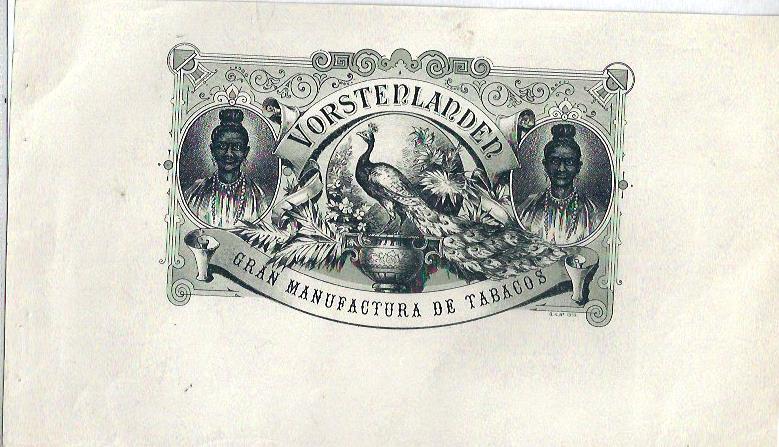 VORSTENLANDEN
GRAN MANUFACTURA DE TABACOS